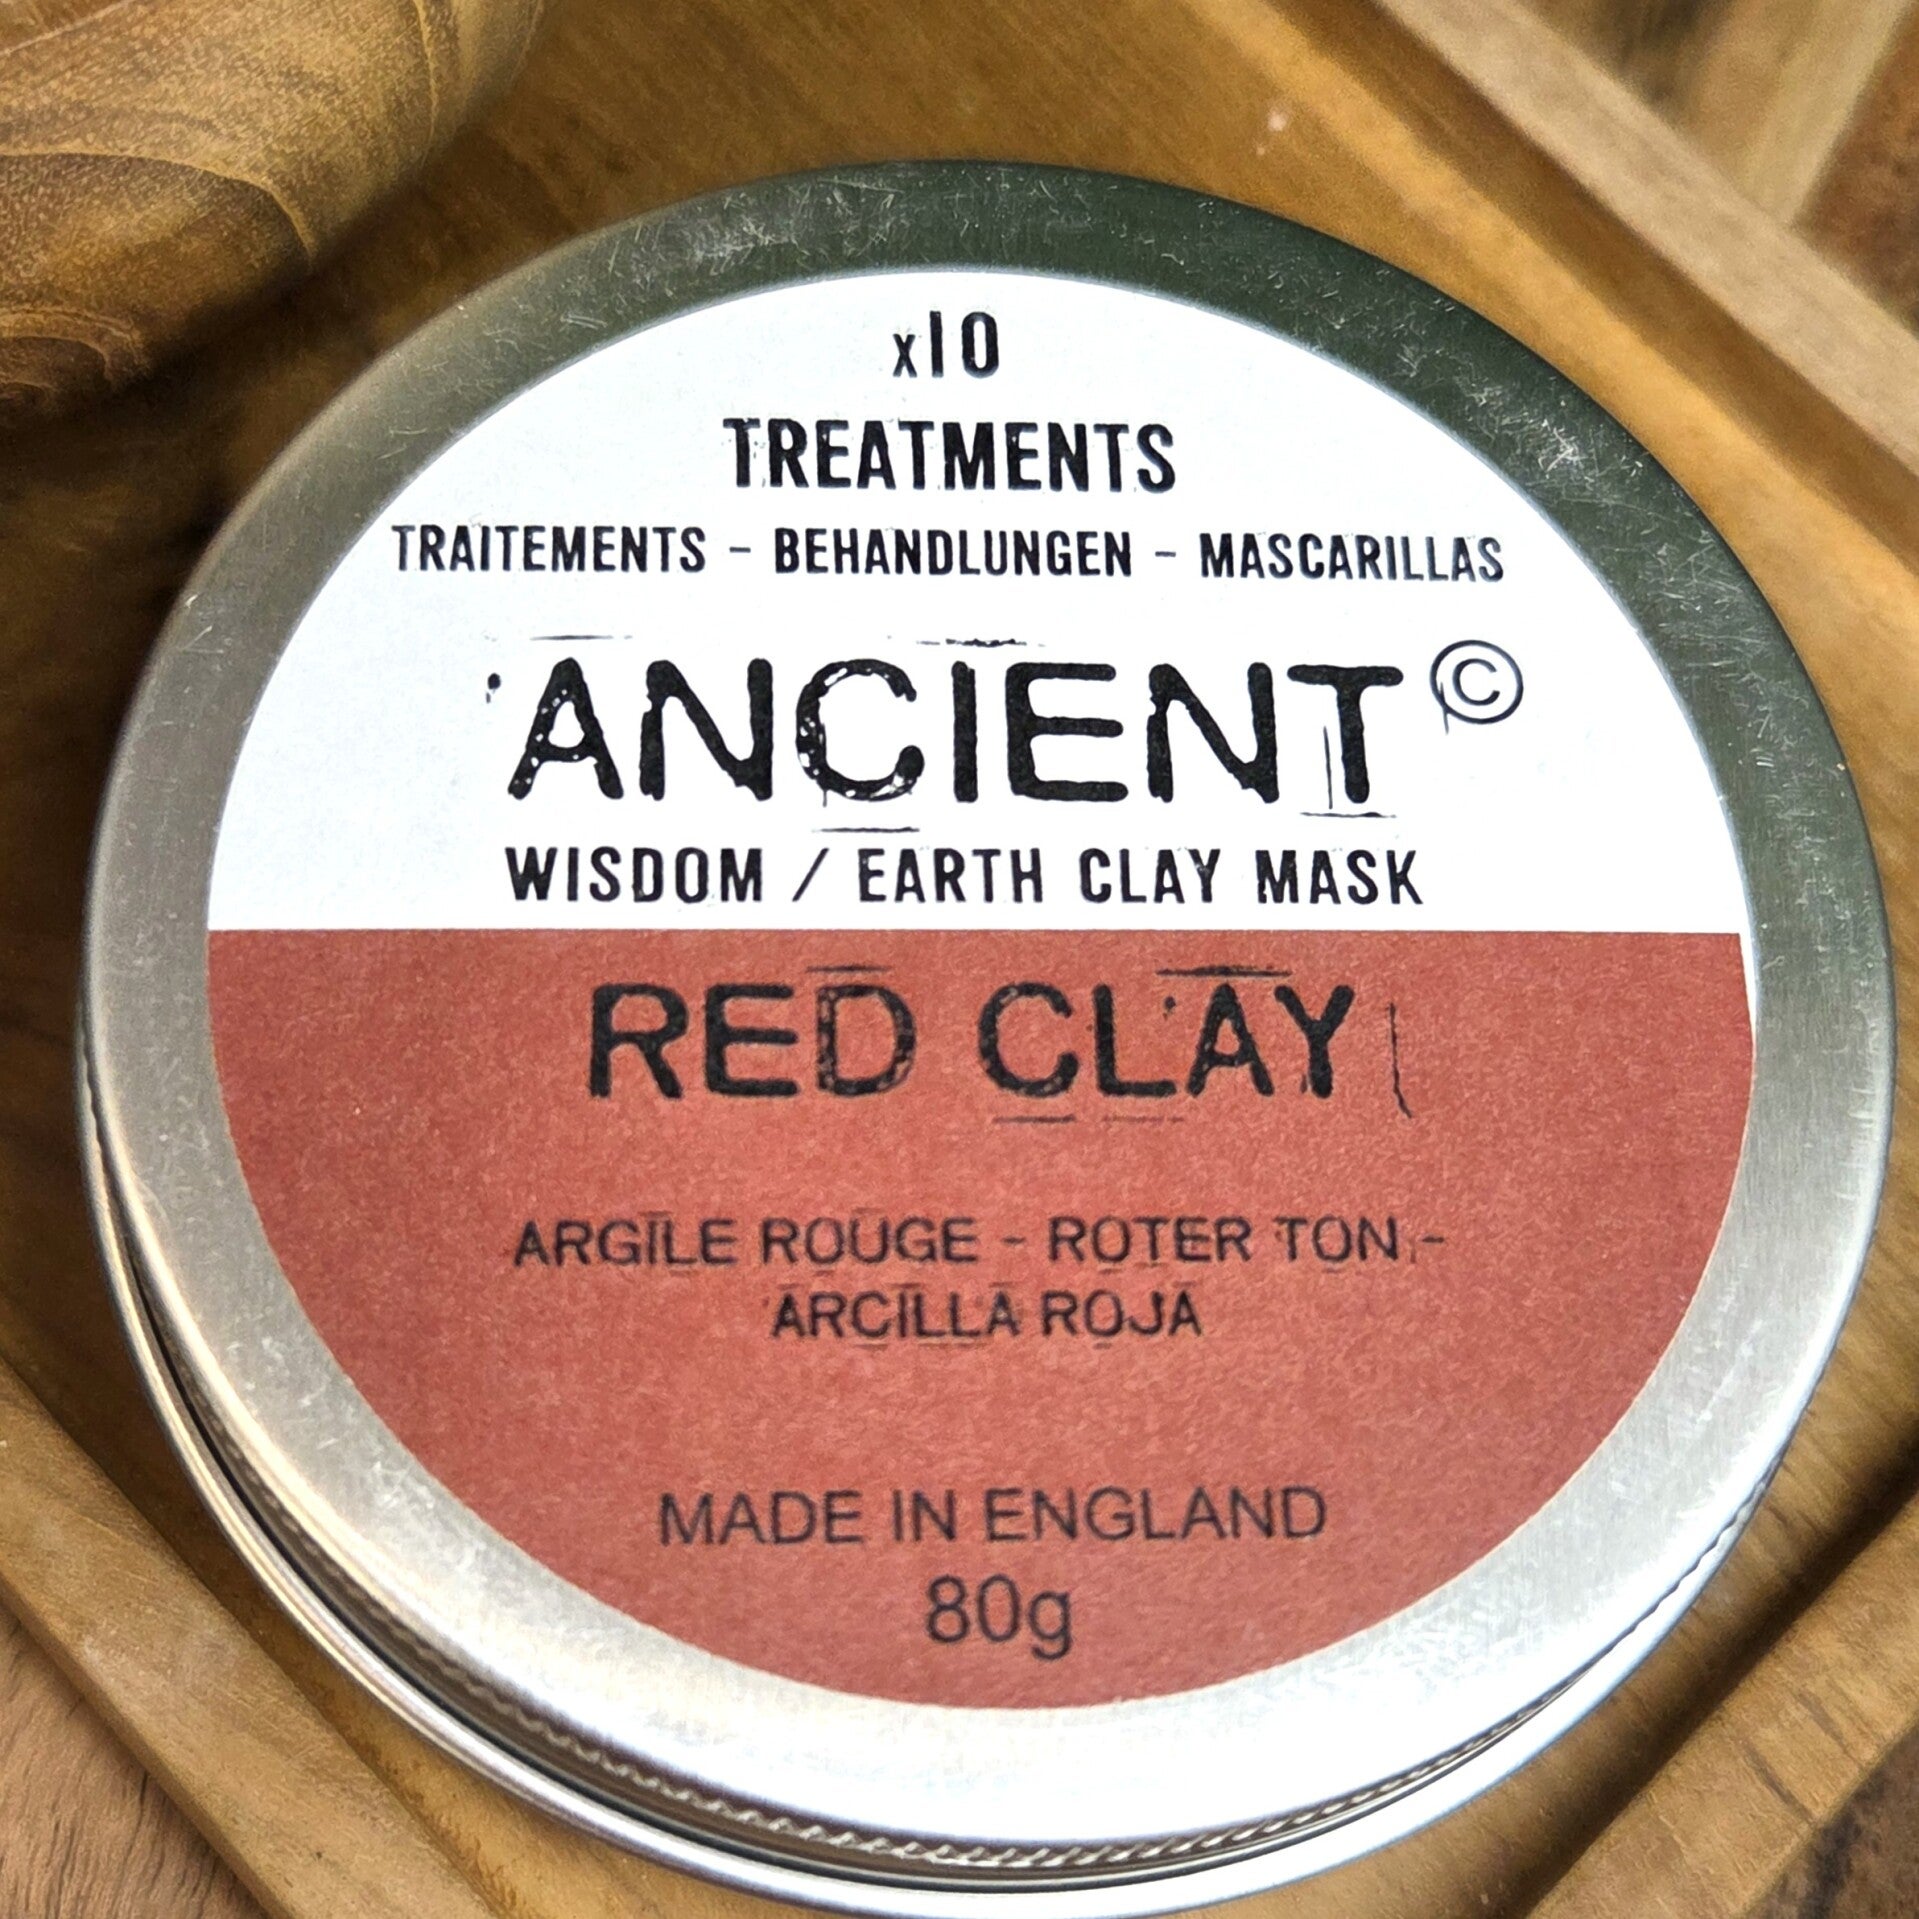 x10
TREATMENTS
TRAITEMENTS - BEHANDLUNGEN - MASCARILLAS
ANCIENT ©
WISDOM / EARTH CLAY MASK
RED CLAY
ARGILE ROUGE - ROTER TON -
ARCILLA ROJA
MADE IN ENGLAND
80g